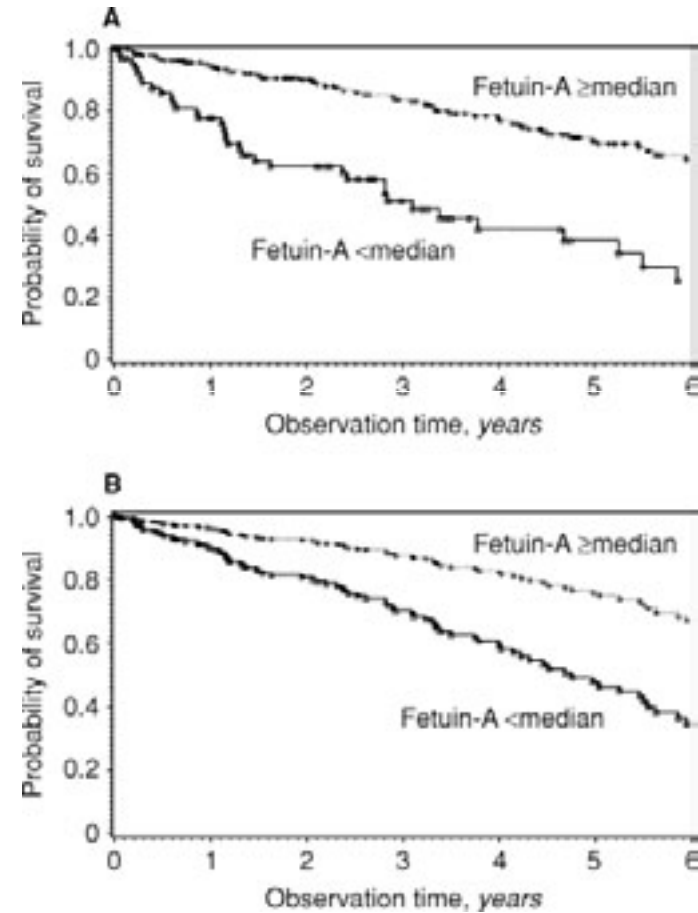 A
1.0
0.8
0.6
0.4
0.2
0
Probability of survival
Fetuin-A ≥median
Fetuin-A <median
0 1 2 3 4 5 6
Observation time, years
B
1.0
0.8
0.6
0.4
0.2
0
Probability of survival
Fetuin-A ≥median
Fetuin-A <median
0 1 2 3 4 5 6
Observation time, years